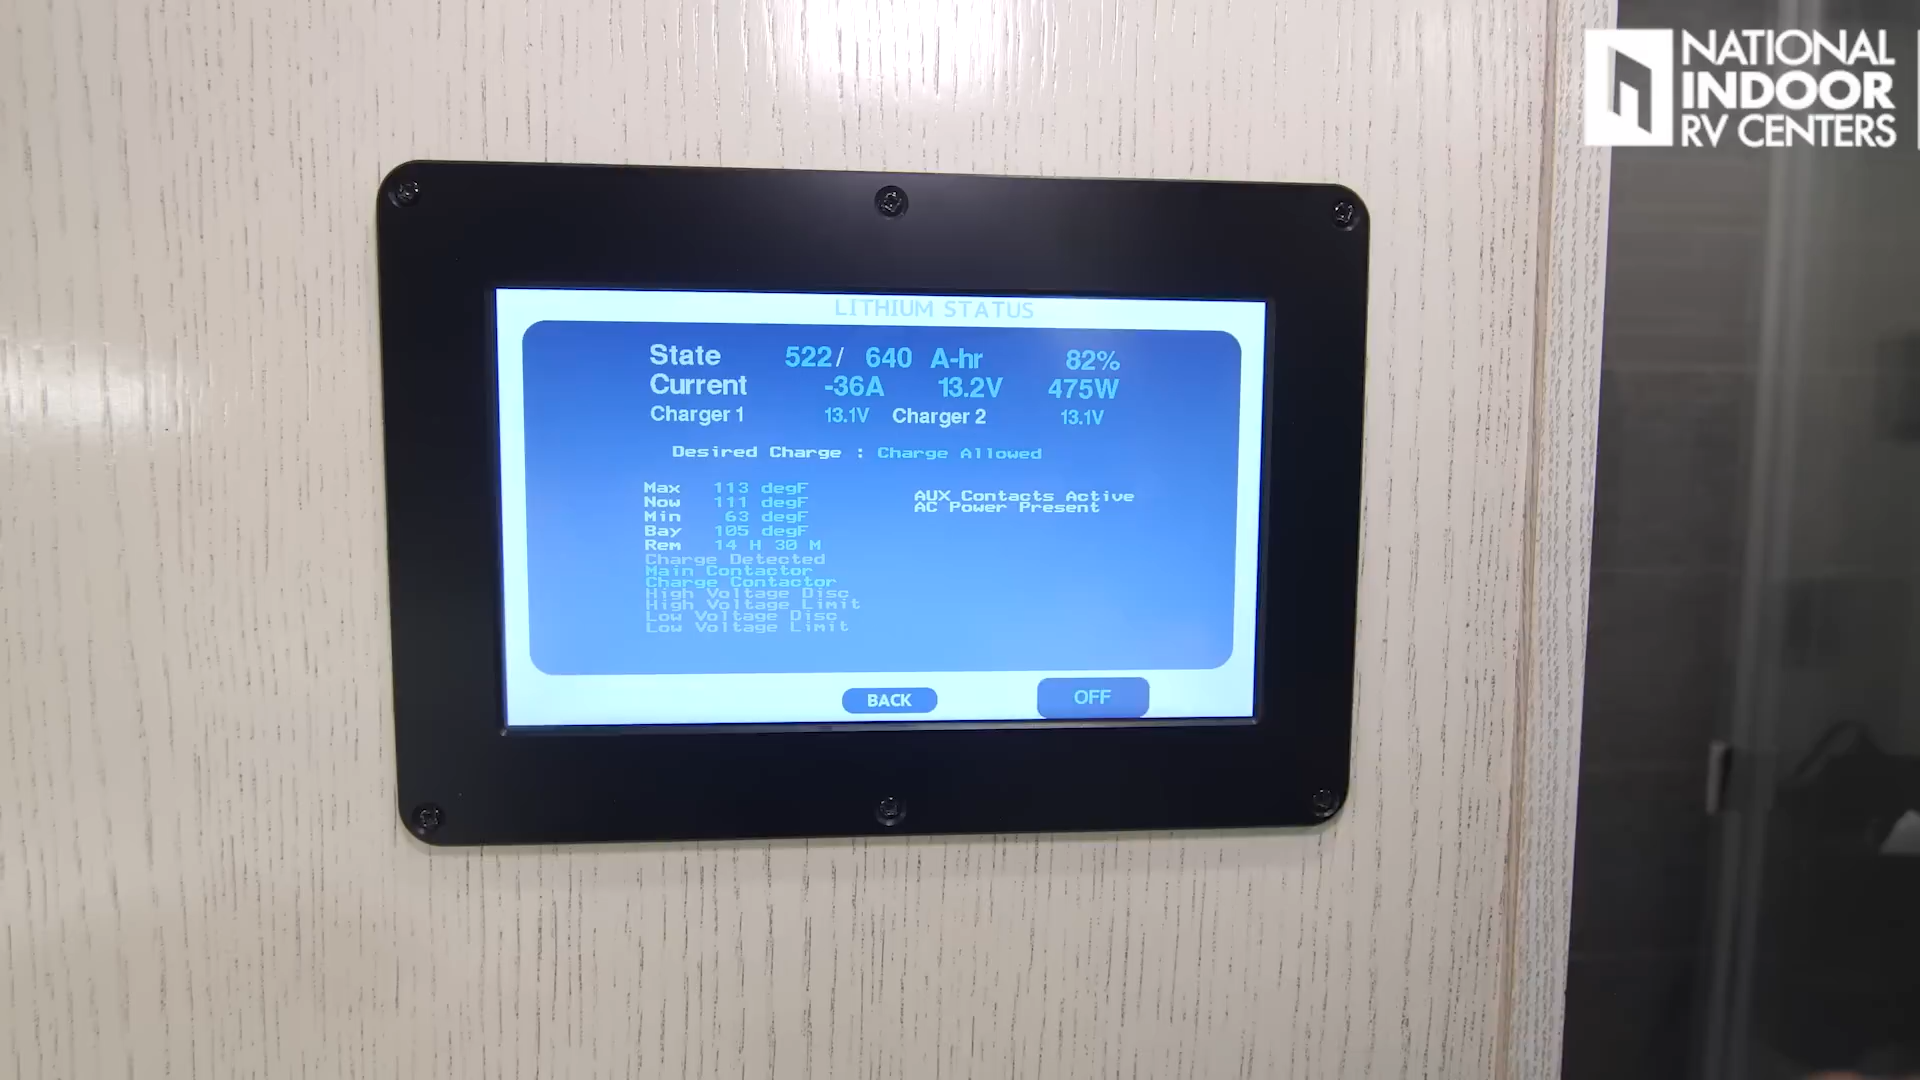 NATIONAL
INDOOR
RV CENTERS
LITHIUM STATUS
State 522/ 640 A-hr 82%
Current -36A 13.2V 475W
Charger 1 13.1V Charger 2 13.1V
Desired Charge : Charge Allowed
Max 113 degF
Now 111 degF
Min 63 degF
Bay 105 degF
Rem 14 H 30 M
Charge Detected
Main Contactor
Charge Contactor
High Voltage Disc
High Voltage Limit
Low Voltage Disc
Low Voltage Limit
AUX Contacts Active
AC Power Present
BACK
OFF